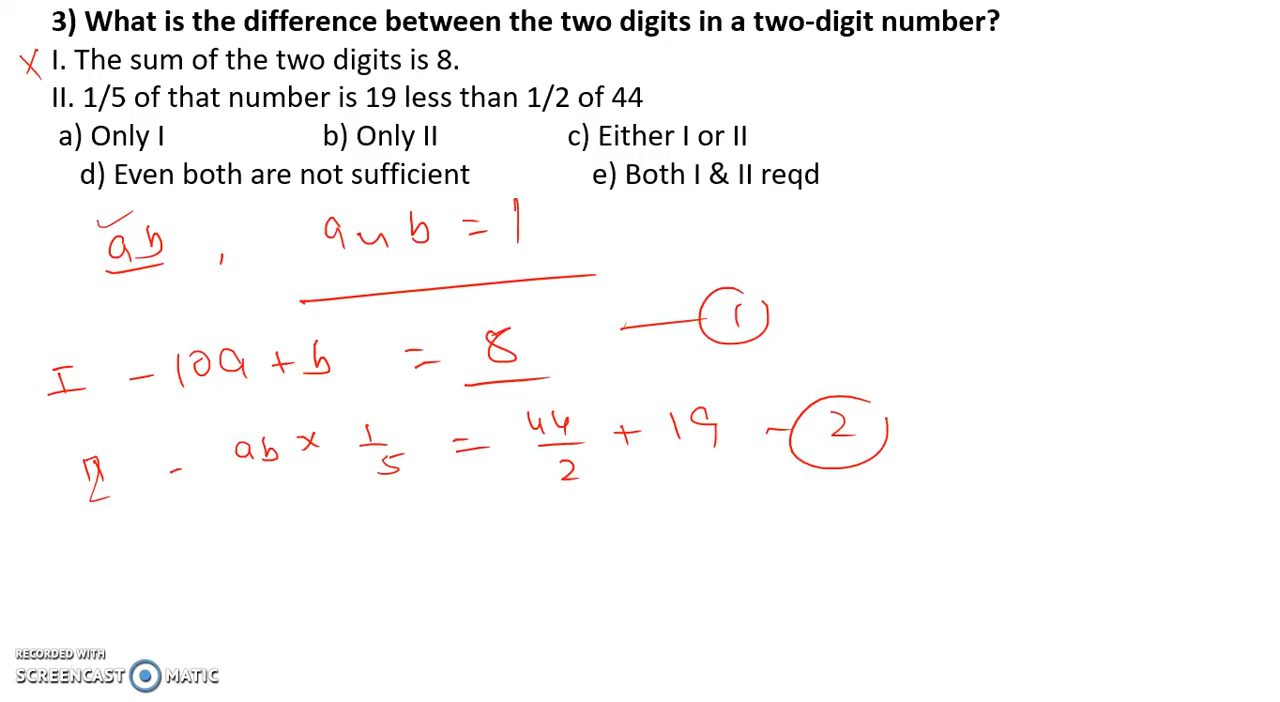 3) What is the difference between the two digits in a two-digit number?
X I. The sum of the two digits is 8.
II. 1/5 of that number is 19 less than 1/2 of 44
a) Only I b) Only II c) Either I or II
d) Even both are not sufficient e) Both I & II reqd
ab , a b = 1
I - 10a + b = 8 — 1
- ab × 1/5 = 44/2 + 19 - 2
RECORDED WITH
SCREENCAST MATIC